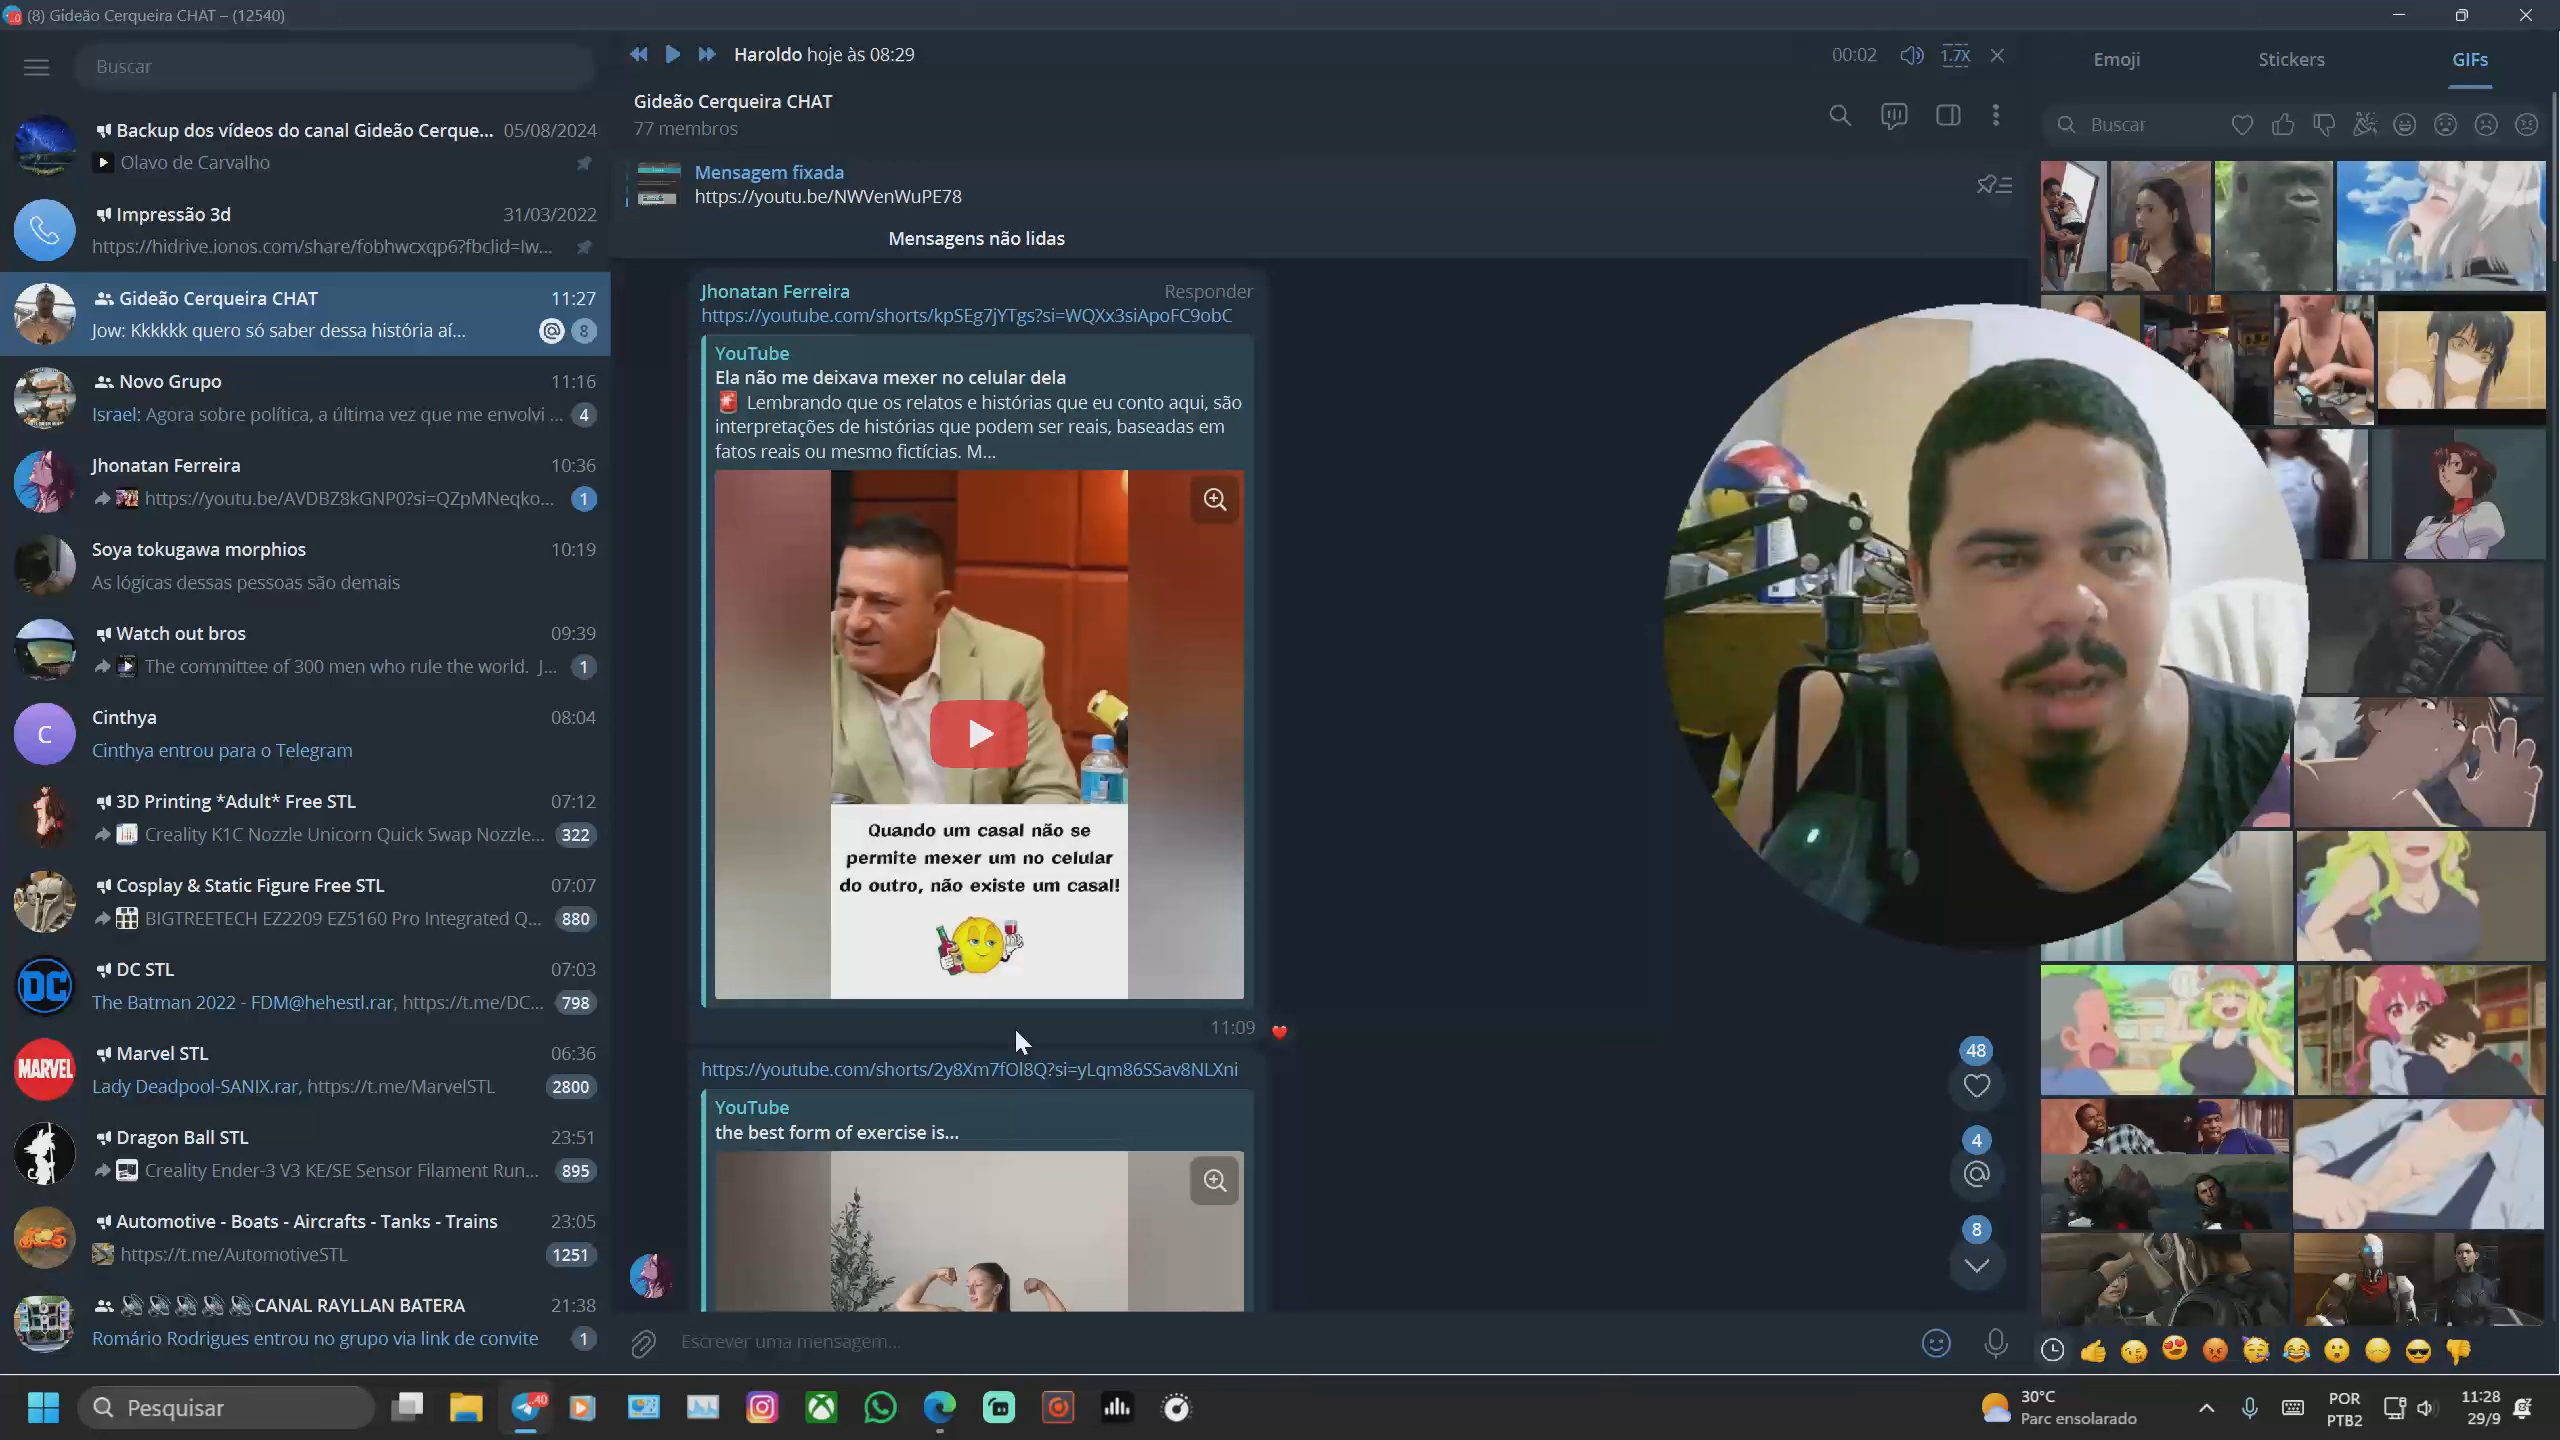 (8) Gideão Cerqueira CHAT – (12540)
Buscar
Backup dos vídeos do canal Gideão Cerque... 05/08/2024
Olavo de Carvalho
Impressão 3d 31/03/2022
https://hidrive.ionos.com/share/fobhwcxqp6?fbclid=Iw...
Gideão Cerqueira CHAT 11:27
Jow: Kkkkkk quero só saber dessa história aí... @ 8
Novo Grupo 11:16
Israel: Agora sobre política, a última vez que me envolvi ... 4
Jhonatan Ferreira 10:36
https://youtu.be/AVDBZ8kGNP0?si=QZpMNeqko... 1
Soya tokugawa morphios 10:19
As lógicas dessas pessoas são demais
Watch out bros 09:39
The committee of 300 men who rule the world. J... 1
C
Cinthya 08:04
Cinthya entrou para o Telegram
3D Printing *Adult* Free STL 07:12
Creality K1C Nozzle Unicorn Quick Swap Nozzle... 322
Cosplay & Static Figure Free STL 07:07
BIGTREETECH EZ2209 EZ5160 Pro Integrated Q... 880
DC
DC STL 07:03
The Batman 2022 - FDM@hehestl.rar, https://t.me/DC... 798
MARVEL
Marvel STL 06:36
Lady Deadpool-SANIX.rar, https://t.me/MarvelSTL 2800
Dragon Ball STL 23:51
Creality Ender-3 V3 KE/SE Sensor Filament Run... 895
Automotive - Boats - Aircrafts - Tanks - Trains 23:05
https://t.me/AutomotiveSTL 1251
CANAL RAYLLAN BATERA 21:38
Romário Rodrigues entrou no grupo via link de convite 1
Haroldo hoje às 08:29 00:02 1.7X
Gideão Cerqueira CHAT
77 membros
Mensagem fixada
https://youtu.be/NWVenWuPE78
Mensagens não lidas
Jhonatan Ferreira Responder
https://youtube.com/shorts/kpSEg7jYTgs?si=WQXx3siApoFC9obC
YouTube
Ela não me deixava mexer no celular dela
Lembrando que os relatos e histórias que eu conto aqui, são
interpretações de histórias que podem ser reais, baseadas em
fatos reais ou mesmo fictícias. M...
Quando um casal não se
permite mexer um no celular
do outro, não existe um casal!
11:09
https://youtube.com/shorts/2y8Xm7fOl8Q?si=yLqm86SSav8NLXni
YouTube
the best form of exercise is...
48
4
@
8
Escrever uma mensagem...
Emoji Stickers GIFs
Buscar
Pesquisar
40
30°C
Parc ensolarado
POR
PTB2
11:28
29/9